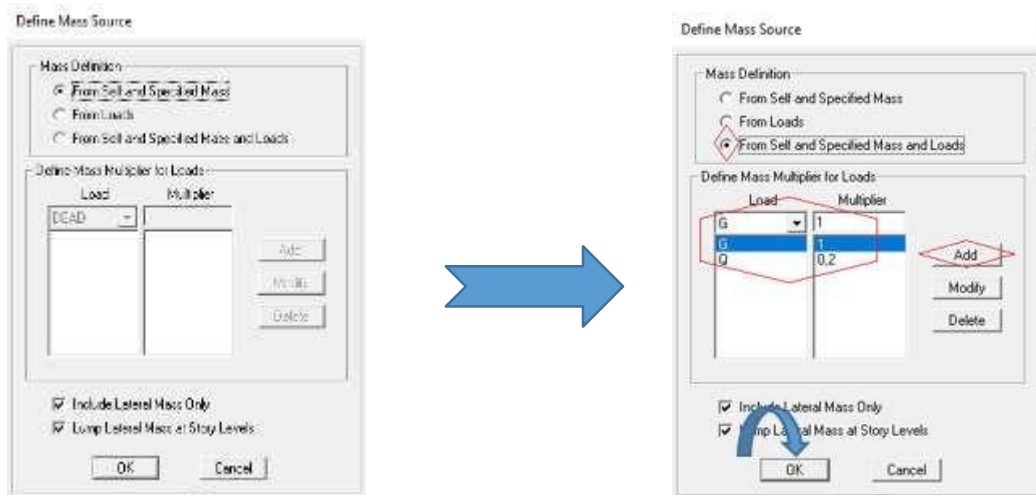 Define Mass Source
Mass Definition
From Self and Specified Mass
From Loads
From Self and Specified Mass and Loads
Define Mass Multiplier for Loads
Load Multiplier
DEAD
Add
Modify
Delete
Include Lateral Mass Only
Lump Lateral Mass at Story Levels
OK Cancel
Define Mass Source
Mass Definition
From Self and Specified Mass
From Loads
From Self and Specified Mass and Loads
Define Mass Multiplier for Loads
Load Multiplier
G 1
G 1
Q 0,2
Add
Modify
Delete
Include Lateral Mass Only
Lateral Mass at Story Levels
OK Cancel